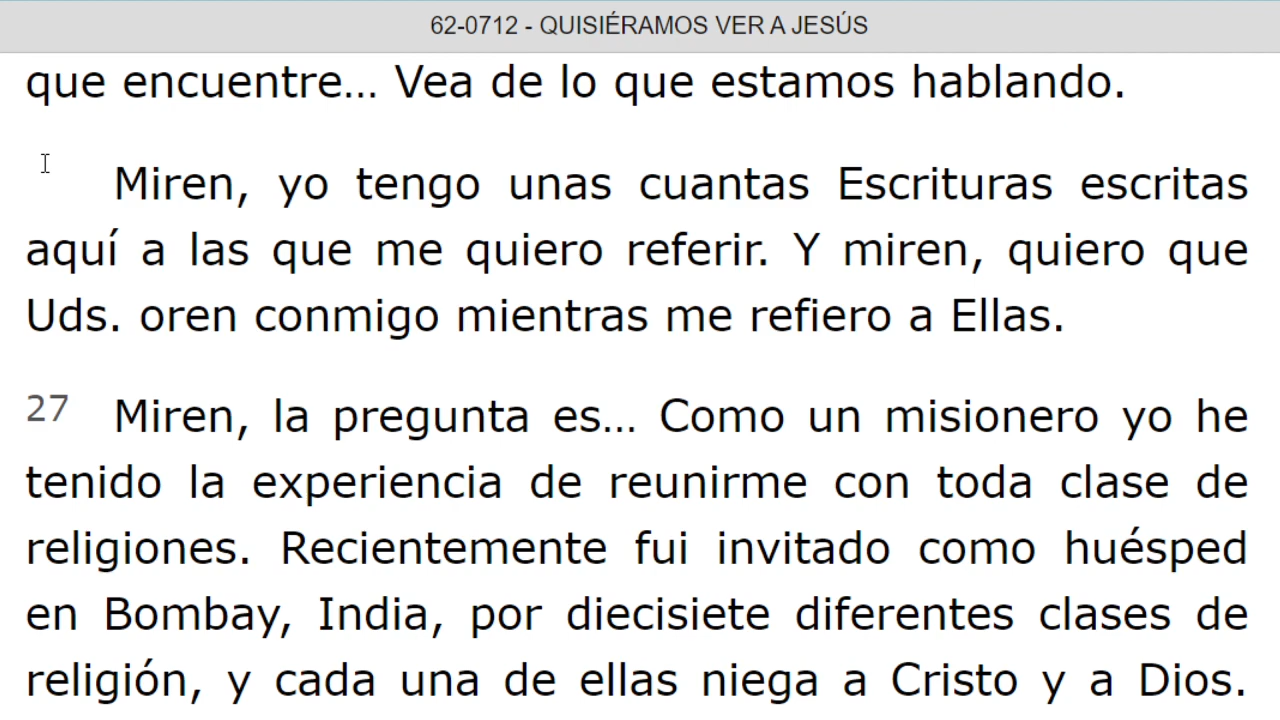 62-0712 - QUISIÉRAMOS VER A JESÚS
que encuentre... Vea de lo que estamos hablando.
Miren, yo tengo unas cuantas Escrituras escritas
aquí a las que me quiero referir. Y miren, quiero que
Uds. oren conmigo mientras me refiero a Ellas.
27 Miren, la pregunta es... Como un misionero yo he
tenido la experiencia de reunirme con toda clase de
religiones. Recientemente fui invitado como huésped
en Bombay, India, por diecisiete diferentes clases de
religión, y cada una de ellas niega a Cristo y a Dios.